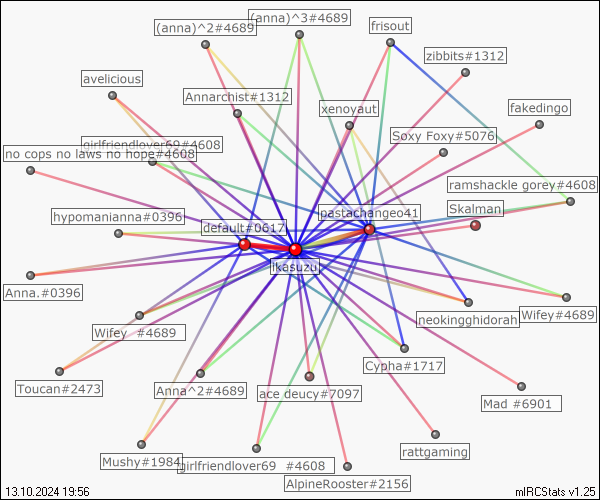 (anna)^2#4689
(anna)^3#4689
frisout
zibbits#1312
avelicious
Annarchist#1312
xenoyaut
fakedingo
Soxy Foxy#5076
girlfriendlover69#4608
no cops no laws no hope#4608
ramshackle gorey#4608
hypomanianna#0396
default#0617
pastachangeo41
Skalman
ikasuzu
Anna.#0396
Wifey #4689
neokingghidorah
Wifey#4689
Toucan#2473
Anna^2#4689
ace deucy#7097
Cypha#1717
Mad #6901
Mushy#1984
girlfriendlover69 #4608
rattgaming
AlpineRooster#2156
13.10.2024 19:56
mIRCStats v1.25